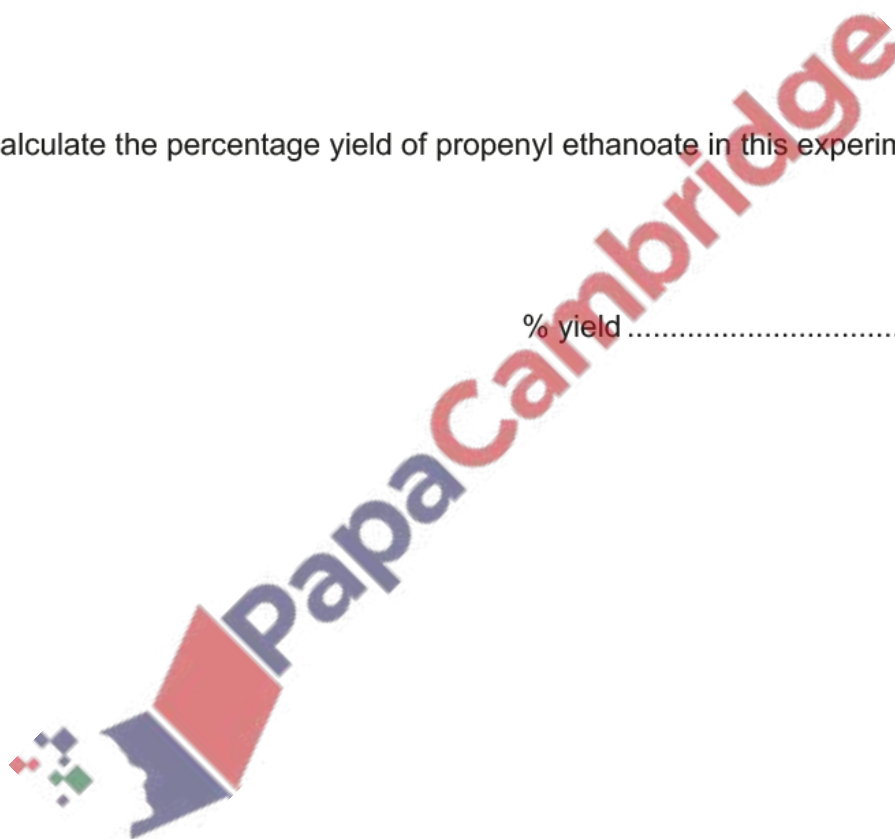 alculate the percentage yield of propenyl ethanoate in this experin
% yield ................................
PapaCambridge